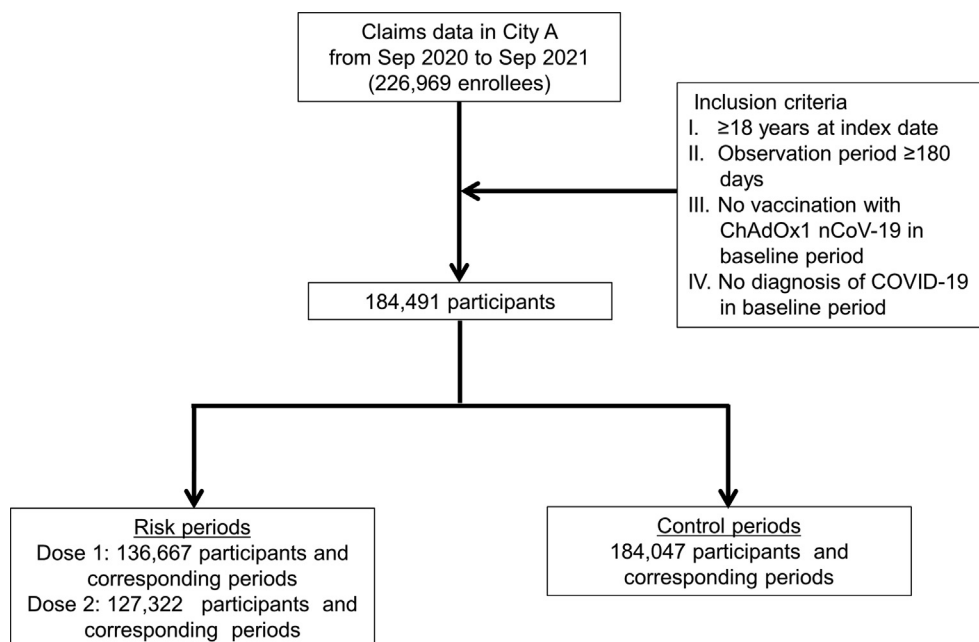 Claims data in City A
from Sep 2020 to Sep 2021
(226,969 enrollees)
Inclusion criteria
I. ≥18 years at index date
II. Observation period ≥180
days
III. No vaccination with
ChAdOx1 nCoV-19 in
baseline period
IV. No diagnosis of COVID-19
in baseline period
184,491 participants
Risk periods
Dose 1: 136,667 participants and
corresponding periods
Dose 2: 127,322 participants and
corresponding periods
Control periods
184,047 participants and
corresponding periods